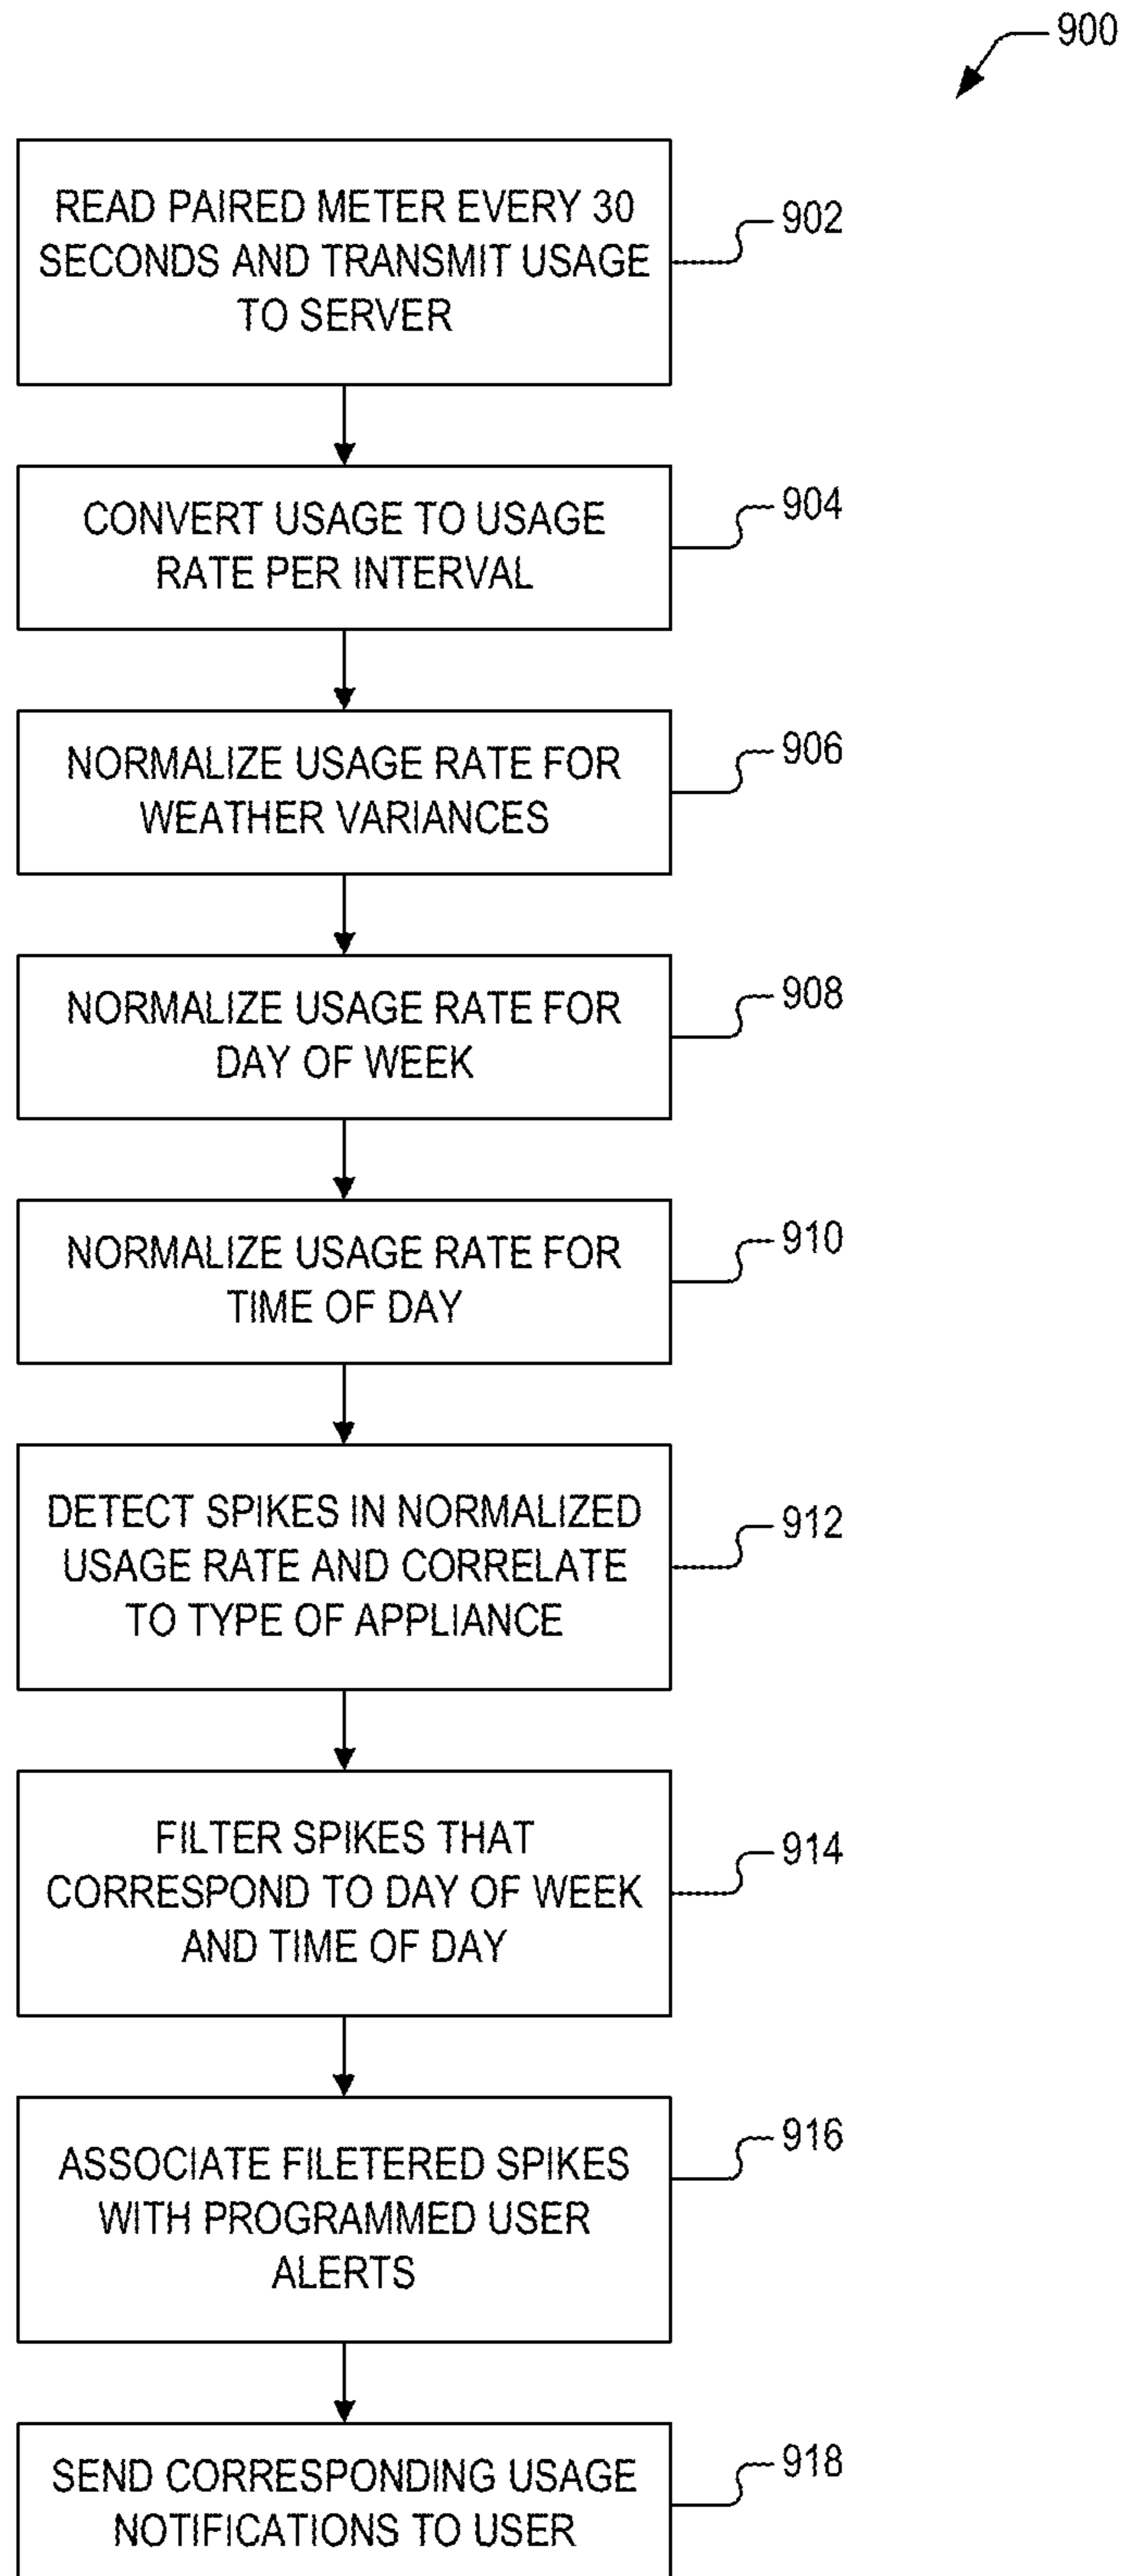 900
READ PAIRED METER EVERY 30
SECONDS AND TRANSMIT USAGE
TO SERVER
902
CONVERT USAGE TO USAGE
RATE PER INTERVAL
904
NORMALIZE USAGE RATE FOR
WEATHER VARIANCES
906
NORMALIZE USAGE RATE FOR
DAY OF WEEK
908
NORMALIZE USAGE RATE FOR
TIME OF DAY
910
DETECT SPIKES IN NORMALIZED
USAGE RATE AND CORRELATE
TO TYPE OF APPLIANCE
912
FILTER SPIKES THAT
CORRESPOND TO DAY OF WEEK
AND TIME OF DAY
914
ASSOCIATE FILETERED SPIKES
WITH PROGRAMMED USER
ALERTS
916
SEND CORRESPONDING USAGE
NOTIFICATIONS TO USER
918